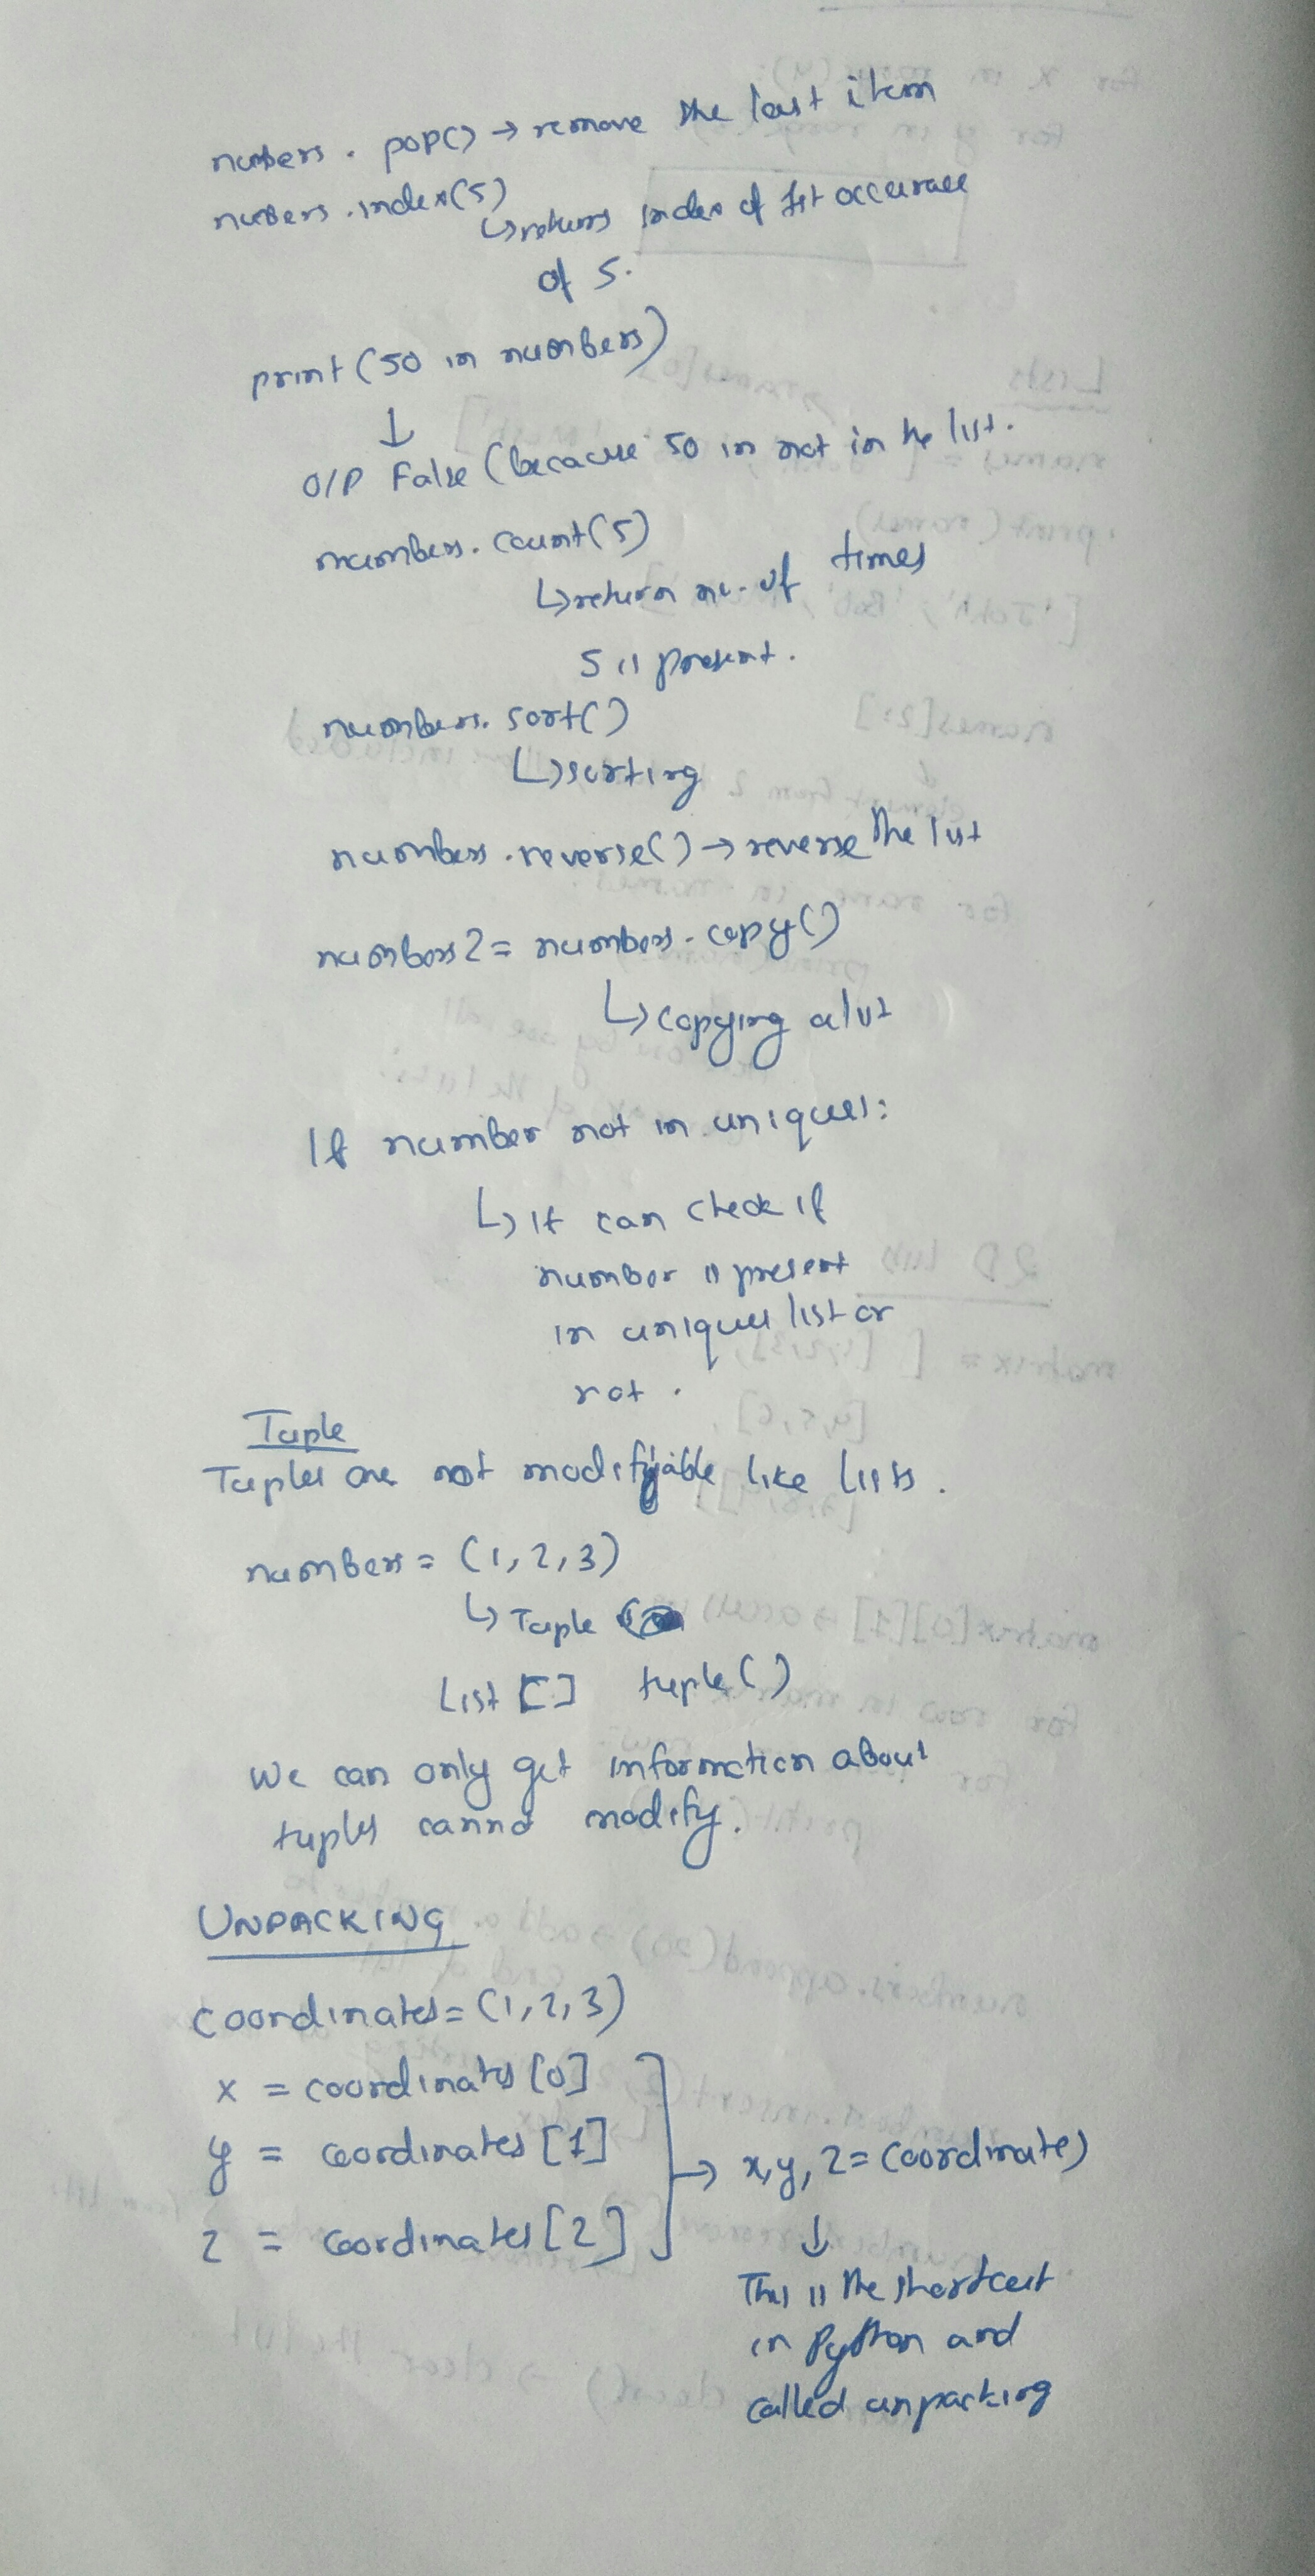 numbers.pop() → remove the last item
numbers.index(5)
↳ returns index of 1st occurance
of 5.
print(50 in numbers)
↓
O/P False (because 50 in not in the list.
numbers.count(5)
↳ return no. of times
5 is present.
numbers.sort()
↳ sorting
numbers.reverse() → reverse the list
numbers2 = numbers.copy()
↳ copying a list
If number not in uniques:
↳ it can check if
number is present
in uniques list or
not.
Tuple
Tuples are not modifyable like lists.
numbers = (1,2,3)
↳ Tuple
List [] tuple()
We can only get information about
tuples cannot modify.
UNPACKING
coordinates = (1,2,3)
x = coordinates[0]
y = coordinates[1] → x,y,z = coordinates
z = coordinates[2]
↓
This is the shortcut
in Python and
called unpacking